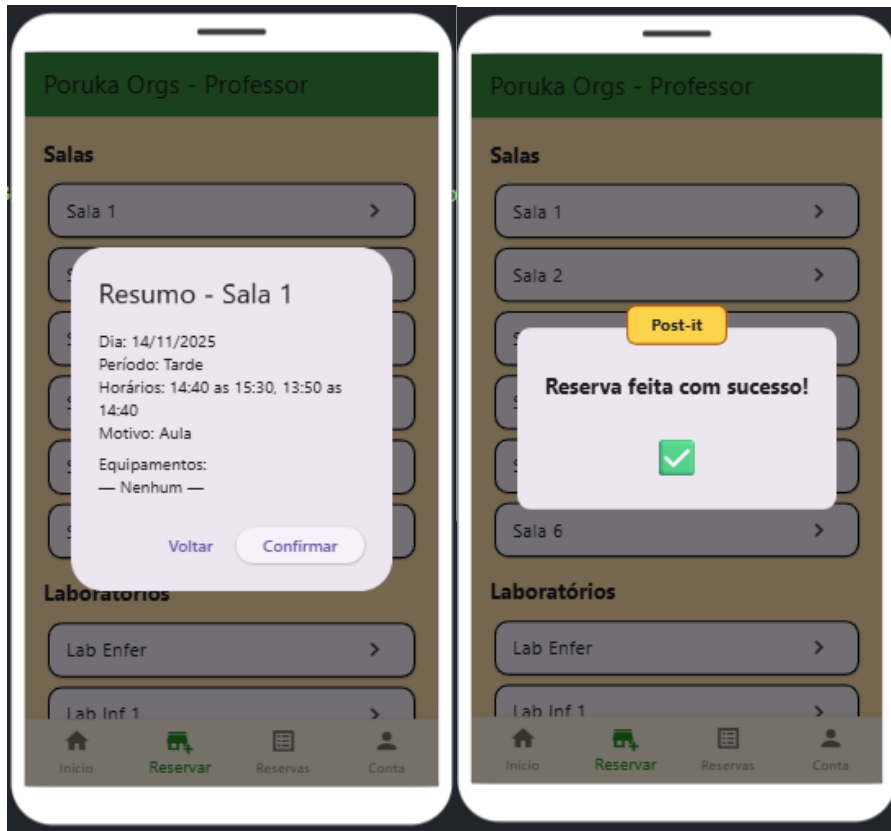 Poruka Orgs - Professor
Salas
Sala 1
Resumo - Sala 1
Dia: 14/11/2025
Período: Tarde
Horários: 14:40 as 15:30, 13:50 as
14:40
Motivo: Aula
Equipamentos:
— Nenhum —
Voltar
Confirmar
Laboratórios
Lab Enfer
Lab Inf 1
Início
Reservar
Reservas
Conta
Poruka Orgs - Professor
Salas
Sala 1
Sala 2
Post-it
Reserva feita com sucesso!
Sala 6
Laboratórios
Lab Enfer
Lab Inf 1
Início
Reservar
Reservas
Conta